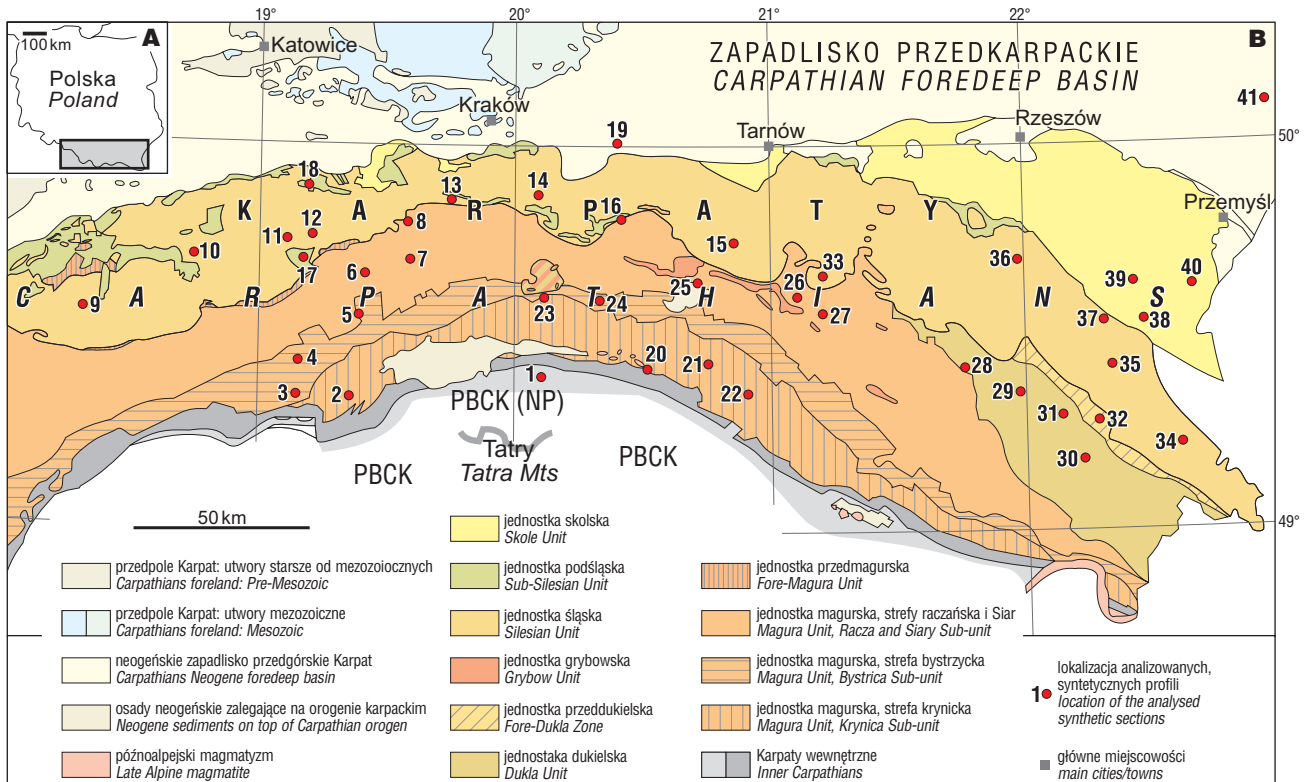 19°
20°
21°
22°
100 km
A
Polska
Poland
B
ZAPADLISKO PRZEDKARPACKIE
CARPATHIAN FOREDEEP BASIN
Katowice
Kraków
Tarnów
Rzeszów
Przemyśl
41
50°
19
18
13
14
K A R P A T Y
16
12
11
8
15
10
17
6
7
33
36
39
40
C A R P A T H I A N S
9
5
23
24
25
26
27
37
38
4
20
21
28
35
3
2
1
22
29
31
32
34
30
PBCK (NP)
Tatry
Tatra Mts
PBCK
PBCK
50 km
49°
jednostka skolska
Skole Unit
przedpole Karpat: utwory starsze od mezozoiocznych
Carpathians foreland: Pre-Mesozoic
jednostka podśląska
Sub-Silesian Unit
jednostka przedmagurska
Fore-Magura Unit
przedpole Karpat: utwory mezozoiczne
Carpathians foreland: Mesozoic
jednostka śląska
Silesian Unit
jednostka magurska, strefy raczańska i Siar
Magura Unit, Racza and Siary Sub-unit
neogeńskie zapadlisko przedgórskie Karpat
Carpathians Neogene foredeep basin
jednostka grybowska
Grybow Unit
jednostka magurska, strefa bystrzycka
Magura Unit, Bystrica Sub-unit
osady neogeńskie zalegające na orogenie karpackim
Neogene sediments on top of Carpathian orogen
jednostka przeddukielska
Fore-Dukla Zone
jednostka magurska, strefa krynicka
Magura Unit, Krynica Sub-unit
późnoalpejski magmatyzm
Late Alpine magmatite
jednostaka dukielska
Dukla Unit
Karpaty wewnętrzne
Inner Carpathians
1
lokalizacja analizowanych,
syntetycznych profili
location of the analysed
synthetic sections
główne miejscowości
main cities/towns